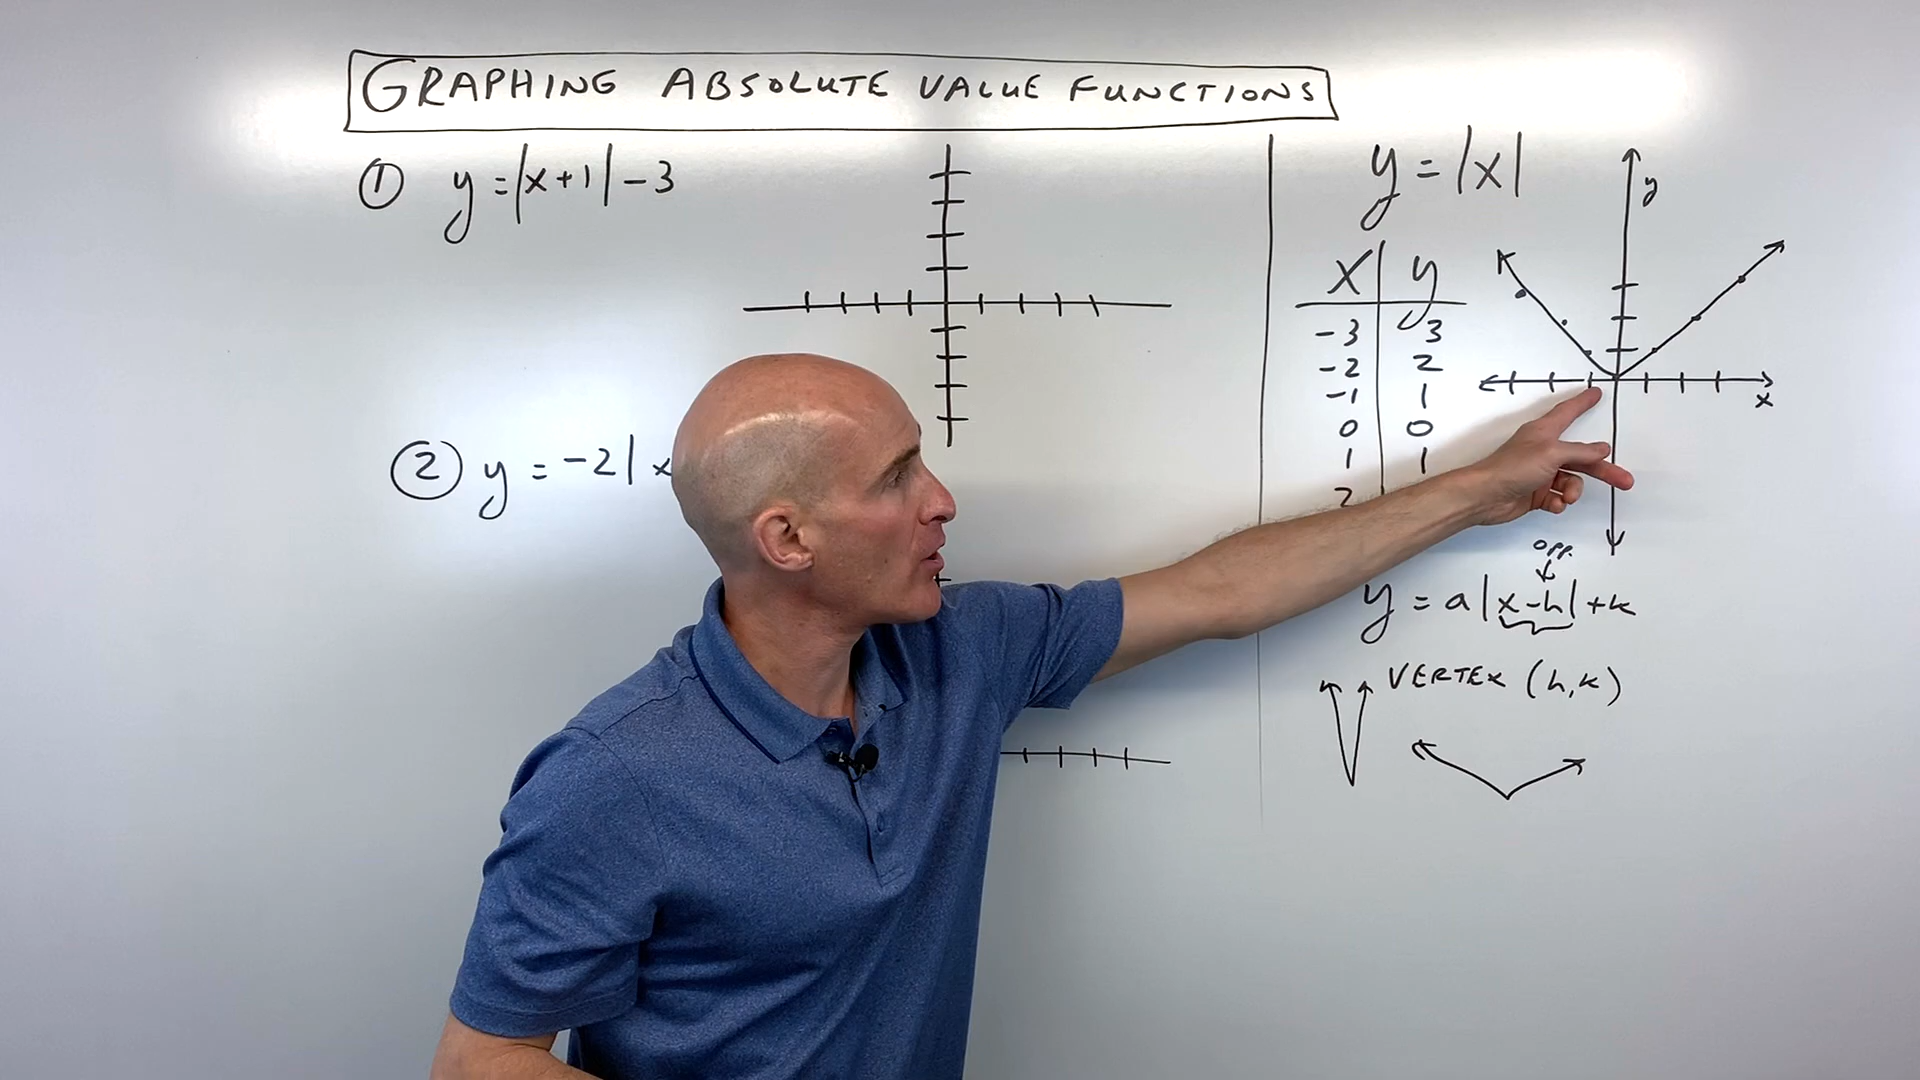 GRAPHING ABSOLUTE VALUE FUNCTIONS
① y = |x+1| - 3
② y = -2| x
y = |x|
x y
-3 3
-2 2
-1 1
0 0
1 1
2
y
x
opp.
y = a|x-h|+k
VERTEX (h,k)